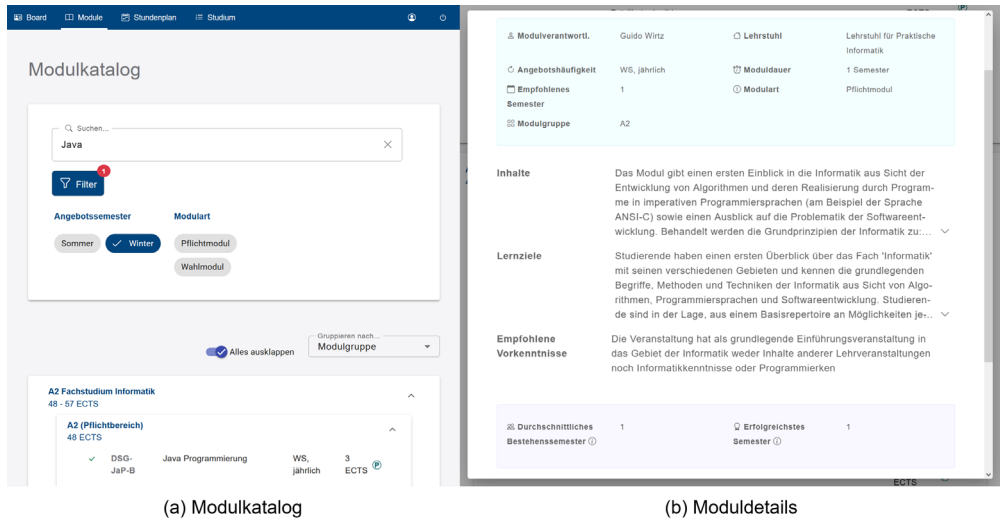 Board Module Stundenplan Studium
Modulkatalog
Suchen...
Java
1
Filter
Angebotssemester Modulart
Sommer Winter Pflichtmodul
Wahlmodul
Alles ausklappen
Gruppieren nach...
Modulgruppe
A2 Fachstudium Informatik
48 - 57 ECTS
A2 (Pflichtbereich)
48 ECTS
DSG-
JaP-B
Java Programmierung
WS,
jährlich
3
ECTS
P
(a) Modulkatalog
P
Modulverantwortl. Guido Wirtz
Lehrstuhl Lehrstuhl für Praktische
Informatik
Angebotshäufigkeit WS, jährlich
Moduldauer 1 Semester
Empfohlenes
Semester
1
Modulart Pflichtmodul
Modulgruppe A2
Inhalte
Das Modul gibt einen ersten Einblick in die Informatik aus Sicht der
Entwicklung von Algorithmen und deren Realisierung durch Program-
me in imperativen Programmiersprachen (am Beispiel der Sprache
ANSI-C) sowie einen Ausblick auf die Problematik der Softwareent-
wicklung. Behandelt werden die Grundprinzipien der Informatik zu:...
Lernziele
Studierende haben einen ersten Überblick über das Fach 'Informatik'
mit seinen verschiedenen Gebieten und kennen die grundlegenden
Begriffe, Methoden und Techniken der Informatik aus Sicht von Algo-
rithmen, Programmiersprachen und Softwareentwicklung. Studieren-
de sind in der Lage, aus einem Basisrepertoire an Möglichkeiten je-...
Empfohlene
Vorkenntnisse
Die Veranstaltung hat als grundlegende Einführungsveranstaltung in
das Gebiet der Informatik weder Inhalte anderer Lehrveranstaltungen
noch Informatikkenntnisse oder Programmierken
Durchschnittliches
Bestehenssemester
1
Erfolgreichstes
Semester
1
ECTS
(b) Moduldetails